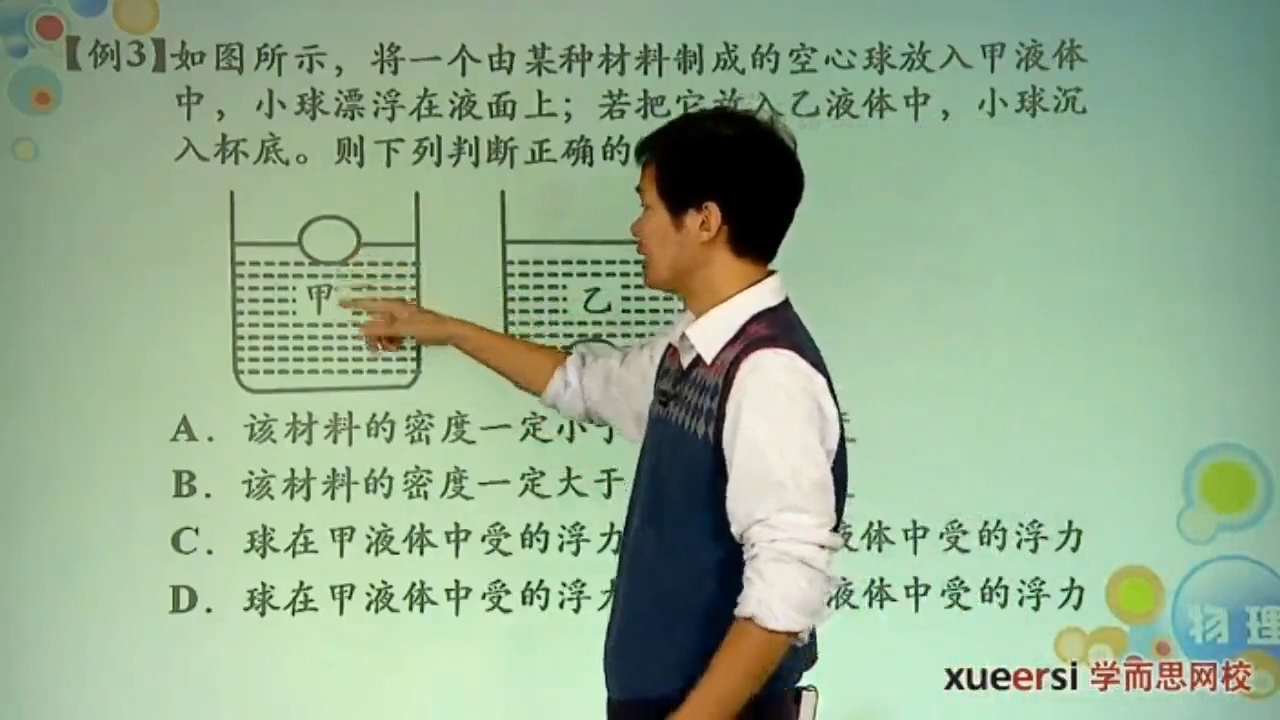 【例3】如图所示，将一个由某种材料制成的空心球放入甲液体
中，小球漂浮在液面上；若把它放入乙液体中，小球沉
入杯底。则下列判断正确的
甲
乙
A．该材料的密度一定小于
B．该材料的密度一定大于
C．球在甲液体中受的浮力 液体中受的浮力
D．球在甲液体中受的浮力 液体中受的浮力
物理
xueersi 学而思网校